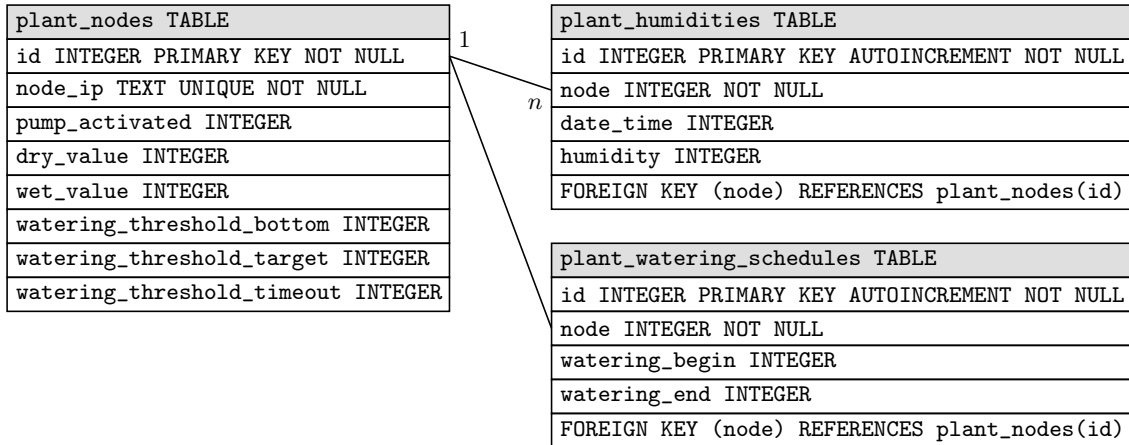 plant_nodes TABLE
id INTEGER PRIMARY KEY NOT NULL
node_ip TEXT UNIQUE NOT NULL
pump_activated INTEGER
dry_value INTEGER
wet_value INTEGER
watering_threshold_bottom INTEGER
watering_threshold_target INTEGER
watering_threshold_timeout INTEGER
1
n
plant_humidities TABLE
id INTEGER PRIMARY KEY AUTOINCREMENT NOT NULL
node INTEGER NOT NULL
date_time INTEGER
humidity INTEGER
FOREIGN KEY (node) REFERENCES plant_nodes(id)
plant_watering_schedules TABLE
id INTEGER PRIMARY KEY AUTOINCREMENT NOT NULL
node INTEGER NOT NULL
watering_begin INTEGER
watering_end INTEGER
FOREIGN KEY (node) REFERENCES plant_nodes(id)